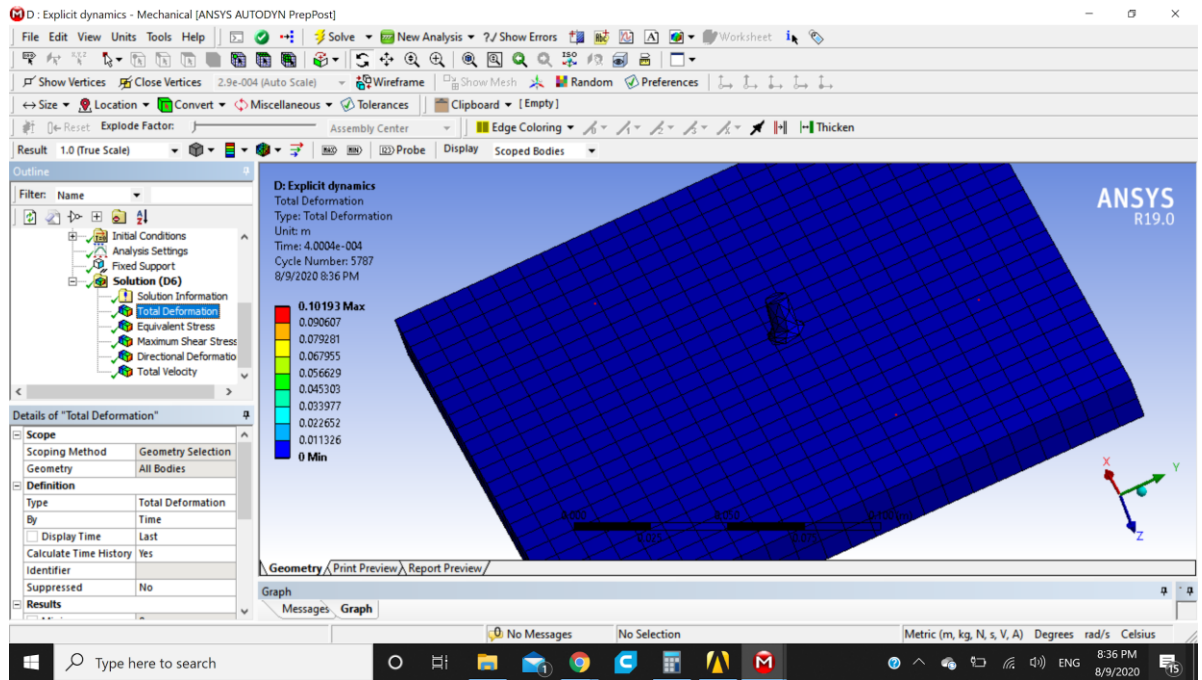 D : Explicit dynamics - Mechanical [ANSYS AUTODYN PrepPost]
File Edit View Units Tools Help Solve New Analysis ?/ Show Errors Worksheet
Show Vertices Close Vertices 2.9e-004 (Auto Scale) Wireframe Show Mesh Random Preferences
Size Location Convert Miscellaneous Tolerances Clipboard [Empty]
Reset Explode Factor: Assembly Center Edge Coloring Thicken
Result 1.0 (True Scale) Probe Display Scoped Bodies
Outline
Filter: Name
Initial Conditions
Analysis Settings
Fixed Support
Solution (D6)
Solution Information
Total Deformation
Equivalent Stress
Maximum Shear Stress
Directional Deformatio
Total Velocity
Details of "Total Deformation"
Scope
Scoping Method Geometry Selection
Geometry All Bodies
Definition
Type Total Deformation
By Time
Display Time Last
Calculate Time History Yes
Identifier
Suppressed No
Results
D: Explicit dynamics
Total Deformation
Type: Total Deformation
Unit: m
Time: 4.0004e-004
Cycle Number: 5787
8/9/2020 8:36 PM
0.10193 Max
0.090607
0.079281
0.067955
0.056629
0.045303
0.033977
0.022652
0.011326
0 Min
ANSYS
R19.0
X
Y
Z
0.000 0.050
0.025
Geometry Print Preview Report Preview
Graph
Messages Graph
No Messages No Selection Metric (m, kg, N, s, V, A) Degrees rad/s Celsius
Type here to search
1
ENG
8:36 PM
8/9/2020
15